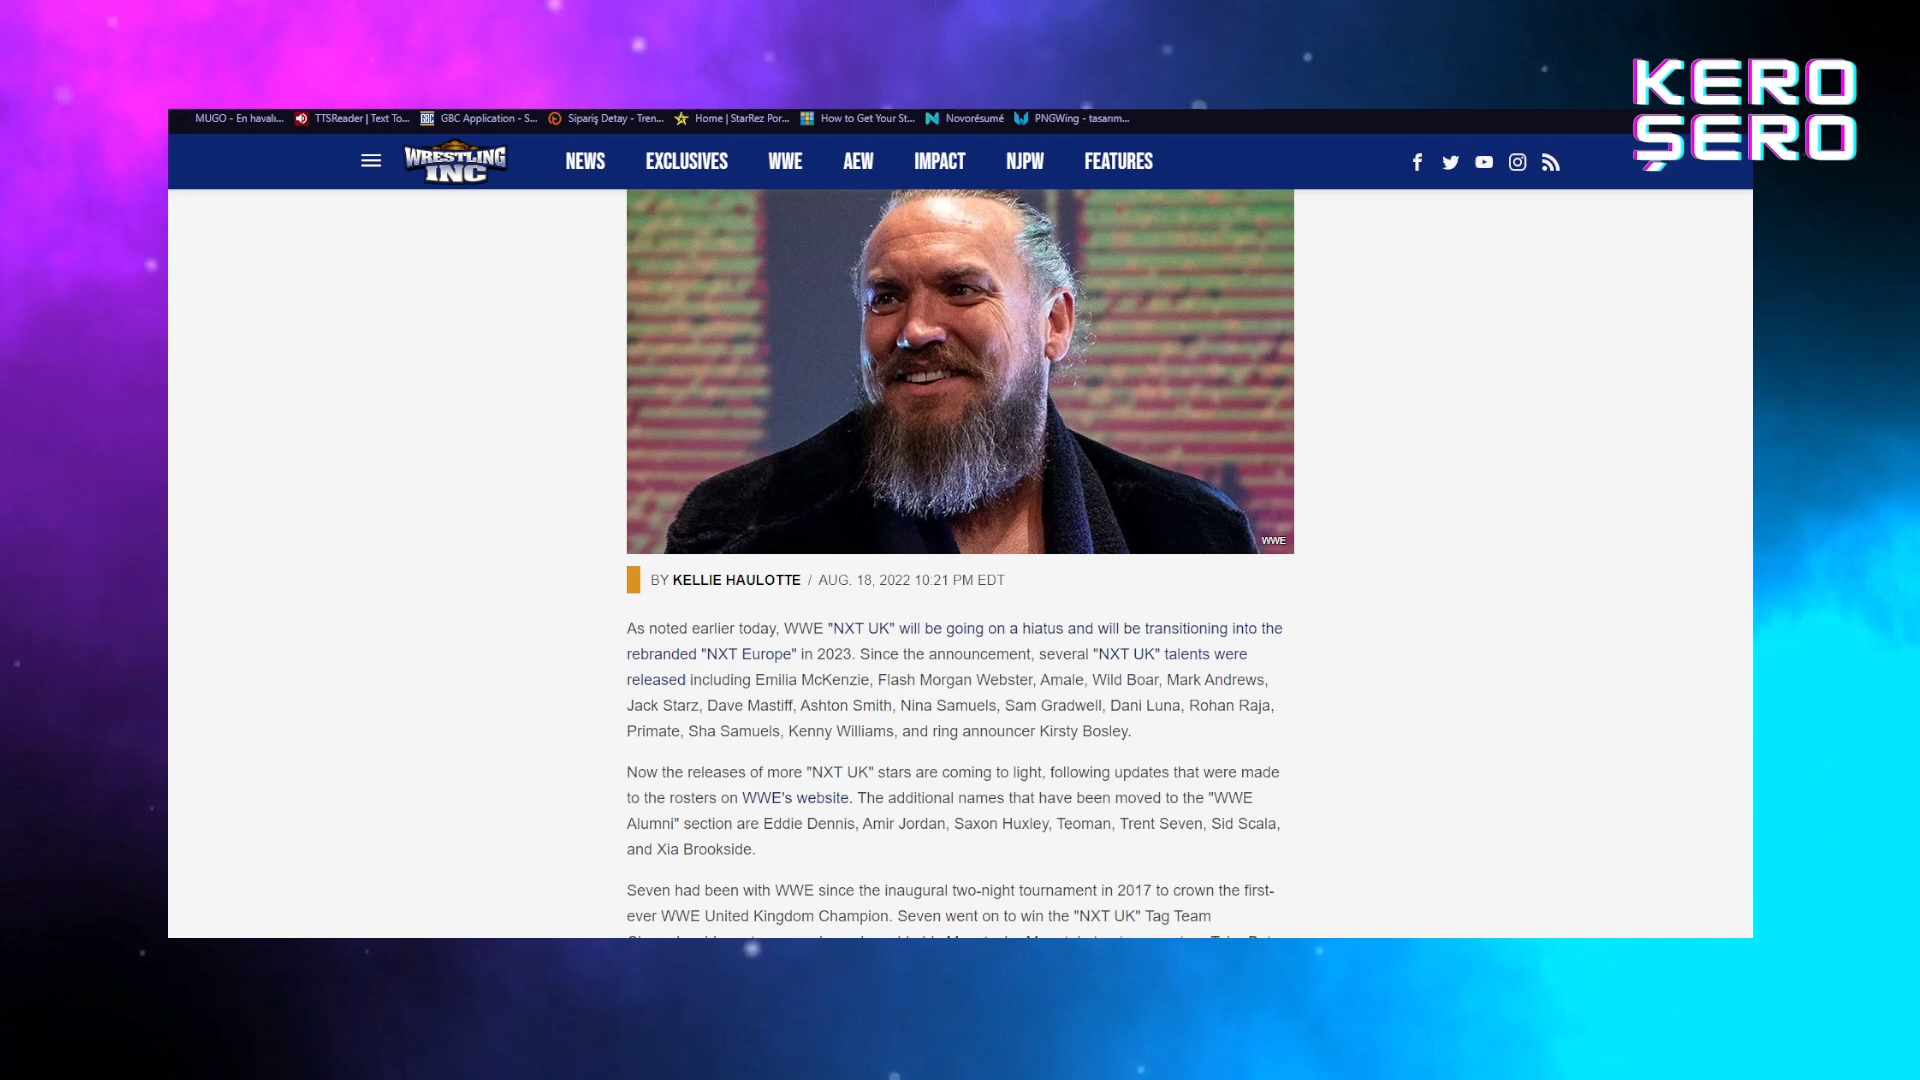 KERO
ŞERO
MUGO - En havalı... TTSReader | Text To... GBC Application - S... Sipariş Detay - Tren... Home | StarRez Por... How to Get Your St... Novorésumé PNGWing - tasarım...
WRESTLING
INC
NEWS EXCLUSIVES WWE AEW IMPACT NJPW FEATURES
WWE
BY KELLIE HAULOTTE / AUG. 18, 2022 10:21 PM EDT
As noted earlier today, WWE "NXT UK" will be going on a hiatus and will be transitioning into the
rebranded "NXT Europe" in 2023. Since the announcement, several "NXT UK" talents were
released including Emilia McKenzie, Flash Morgan Webster, Amale, Wild Boar, Mark Andrews,
Jack Starz, Dave Mastiff, Ashton Smith, Nina Samuels, Sam Gradwell, Dani Luna, Rohan Raja,
Primate, Sha Samuels, Kenny Williams, and ring announcer Kirsty Bosley.
Now the releases of more "NXT UK" stars are coming to light, following updates that were made
to the rosters on WWE's website. The additional names that have been moved to the "WWE
Alumni" section are Eddie Dennis, Amir Jordan, Saxon Huxley, Teoman, Trent Seven, Sid Scala,
and Xia Brookside.
Seven had been with WWE since the inaugural two-night tournament in 2017 to crown the first-
ever WWE United Kingdom Champion. Seven went on to win the "NXT UK" Tag Team